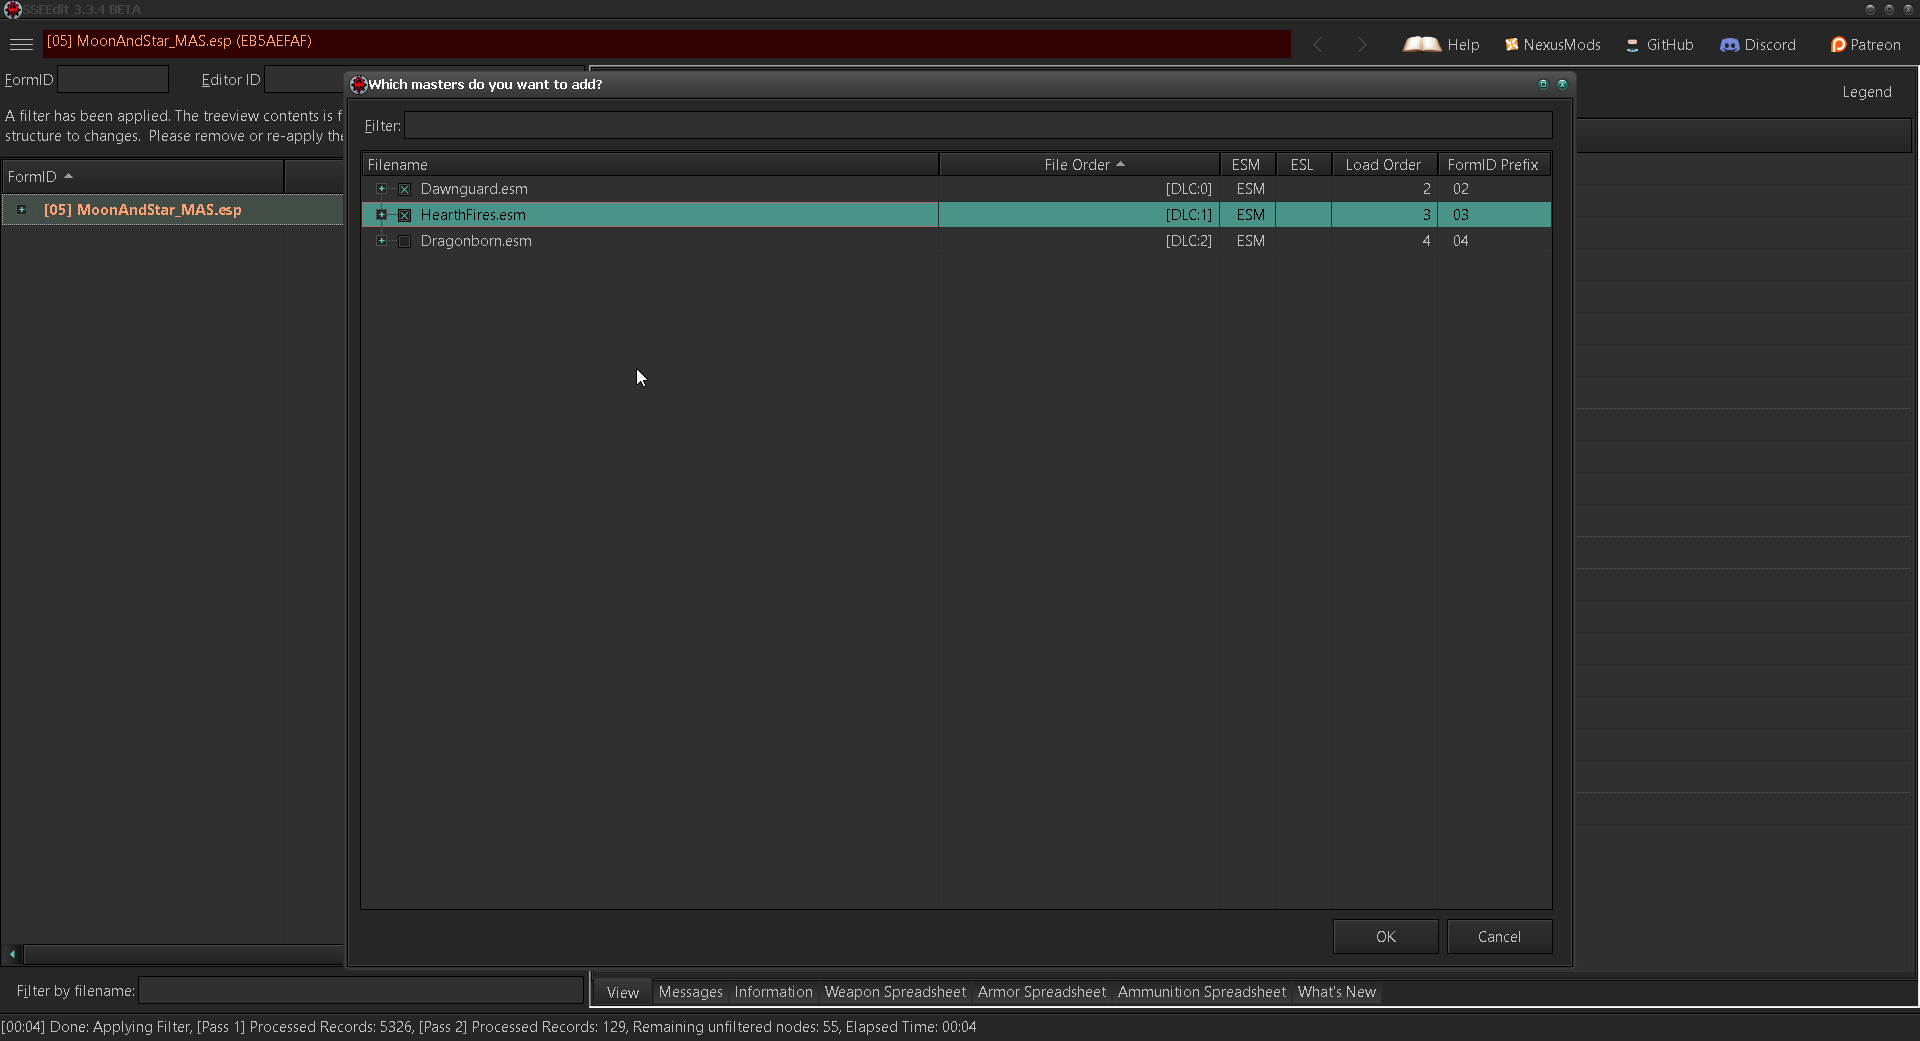 SSEEdit 3.3.4 BETA
[05] MoonAndStar_MAS.esp (EB5AEFAF)
Help
NexusMods
GitHub
Discord
Patreon
FormID
Editor ID
Which masters do you want to add?
Legend
A filter has been applied. The treeview contents is f
structure to changes. Please remove or re-apply the
Filter:
FormID
Filename File Order ESM ESL Load Order FormID Prefix
Dawnguard.esm [DLC:0] ESM 2 02
[05] MoonAndStar_MAS.esp
HearthFires.esm [DLC:1] ESM 3 03
Dragonborn.esm [DLC:2] ESM 4 04
OK
Cancel
Filter by filename:
View Messages Information Weapon Spreadsheet Armor Spreadsheet Ammunition Spreadsheet What's New
[00:04] Done: Applying Filter, [Pass 1] Processed Records: 5326, [Pass 2] Processed Records: 129, Remaining unfiltered nodes: 55, Elapsed Time: 00:04